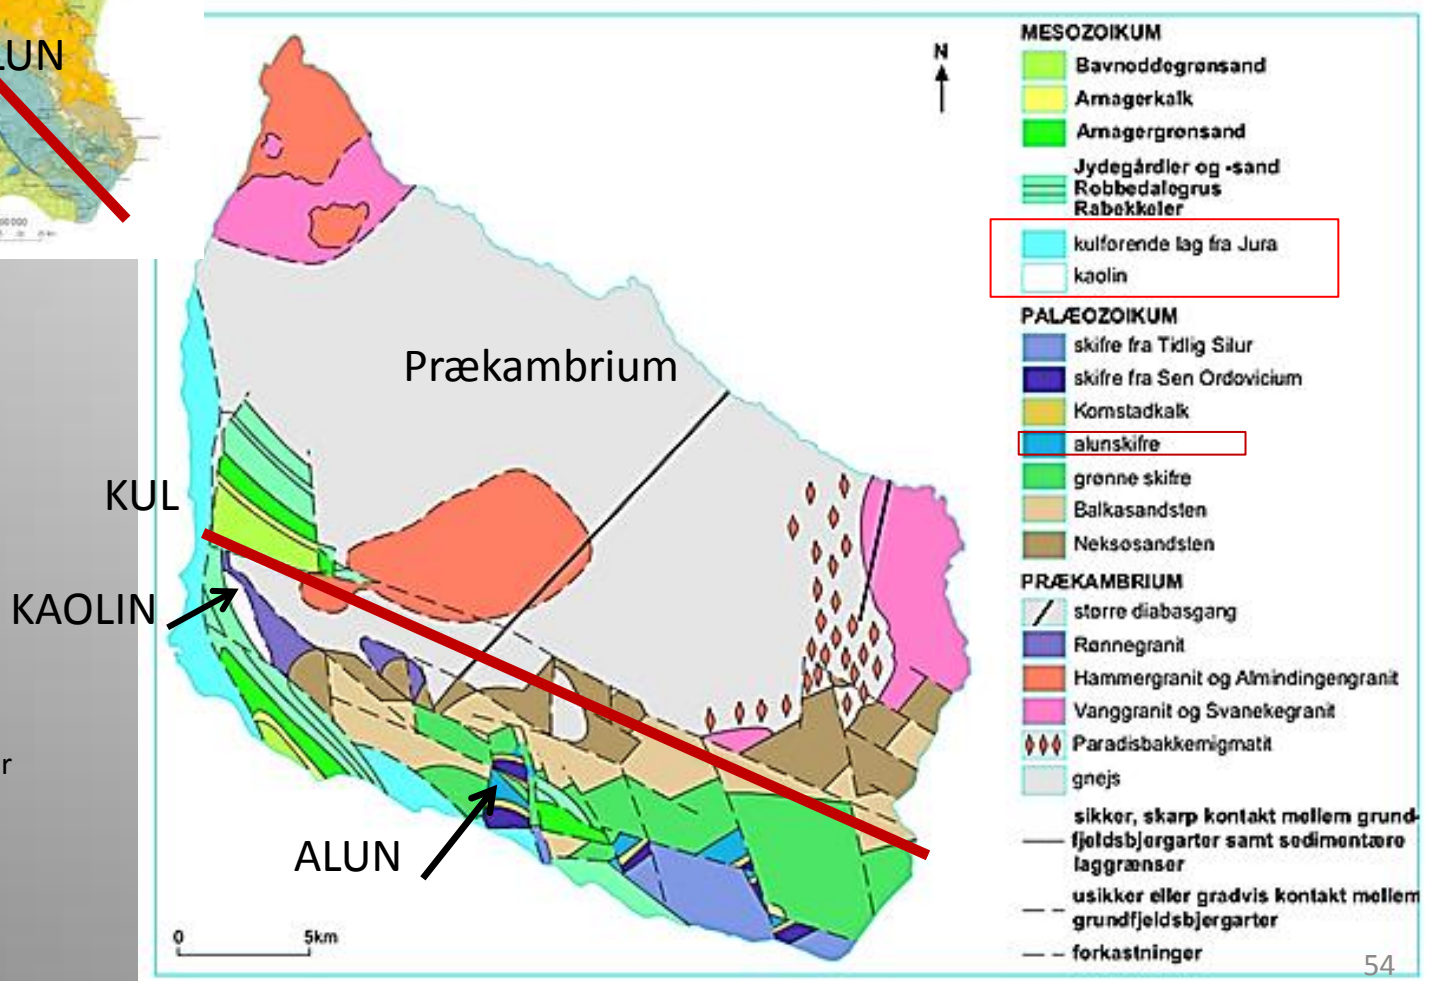 LUN
N
Prækambrium
KUL
KAOLIN
ALUN
r
0 5km
MESOZOIKUM
Bavnoddegrønsand
Arnagerkalk
Arnagergrønsand
Jydegårdler og -sand
Robbedalegrus
Rabekkeler
kulførende lag fra Jura
kaolin
PALÆOZOIKUM
skifre fra Tidlig Silur
skifre fra Sen Ordovicium
Komstadkalk
alunskifre
grønne skifre
Balkasandsten
Neksøsandsten
PRÆKAMBRIUM
større diabasgang
Rønnegranit
Hammergranit og Almindingengranit
Vanggranit og Svanekegranit
Paradisbakkemigmatit
gnejs
sikker, skarp kontakt mellem grund-
fjeldsbjergarter samt sedimentære
laggrænser
usikker eller gradvis kontakt mellem
grundfjeldsbjergarter
forkastninger
54